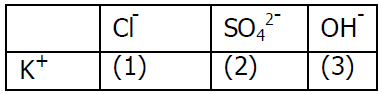 Cl⁻ SO₄²⁻ OH⁻
K⁺ (1) (2) (3)